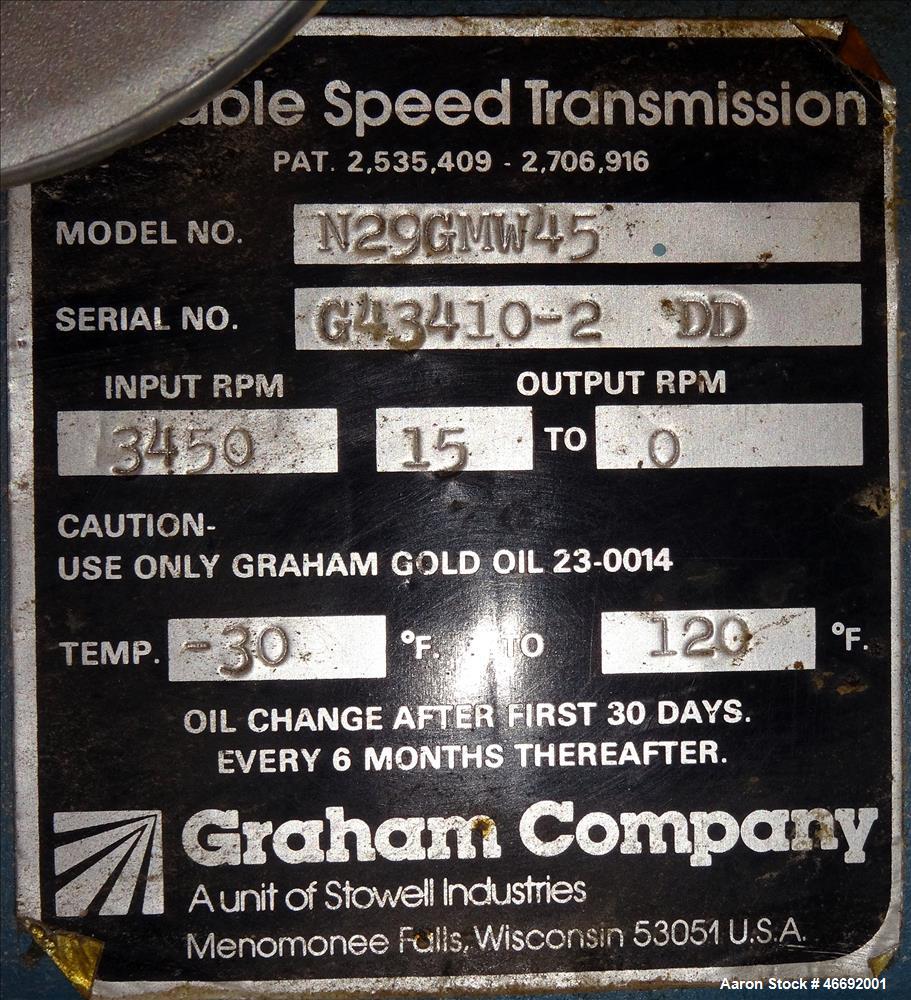 able Speed Transmission
PAT. 2,535,409 - 2,706,916
MODEL NO. N29GMW45
SERIAL NO. G43410-2 DD
INPUT RPM OUTPUT RPM
3450 15 TO 0
CAUTION-
USE ONLY GRAHAM GOLD OIL 23-0014
TEMP. -30 °F. TO 120 °F.
OIL CHANGE AFTER FIRST 30 DAYS.
EVERY 6 MONTHS THEREAFTER.
Graham Company
A unit of Stowell Industries
Menomonee Falls, Wisconsin 53051 U.S.A.
Aaron Stock # 46692001